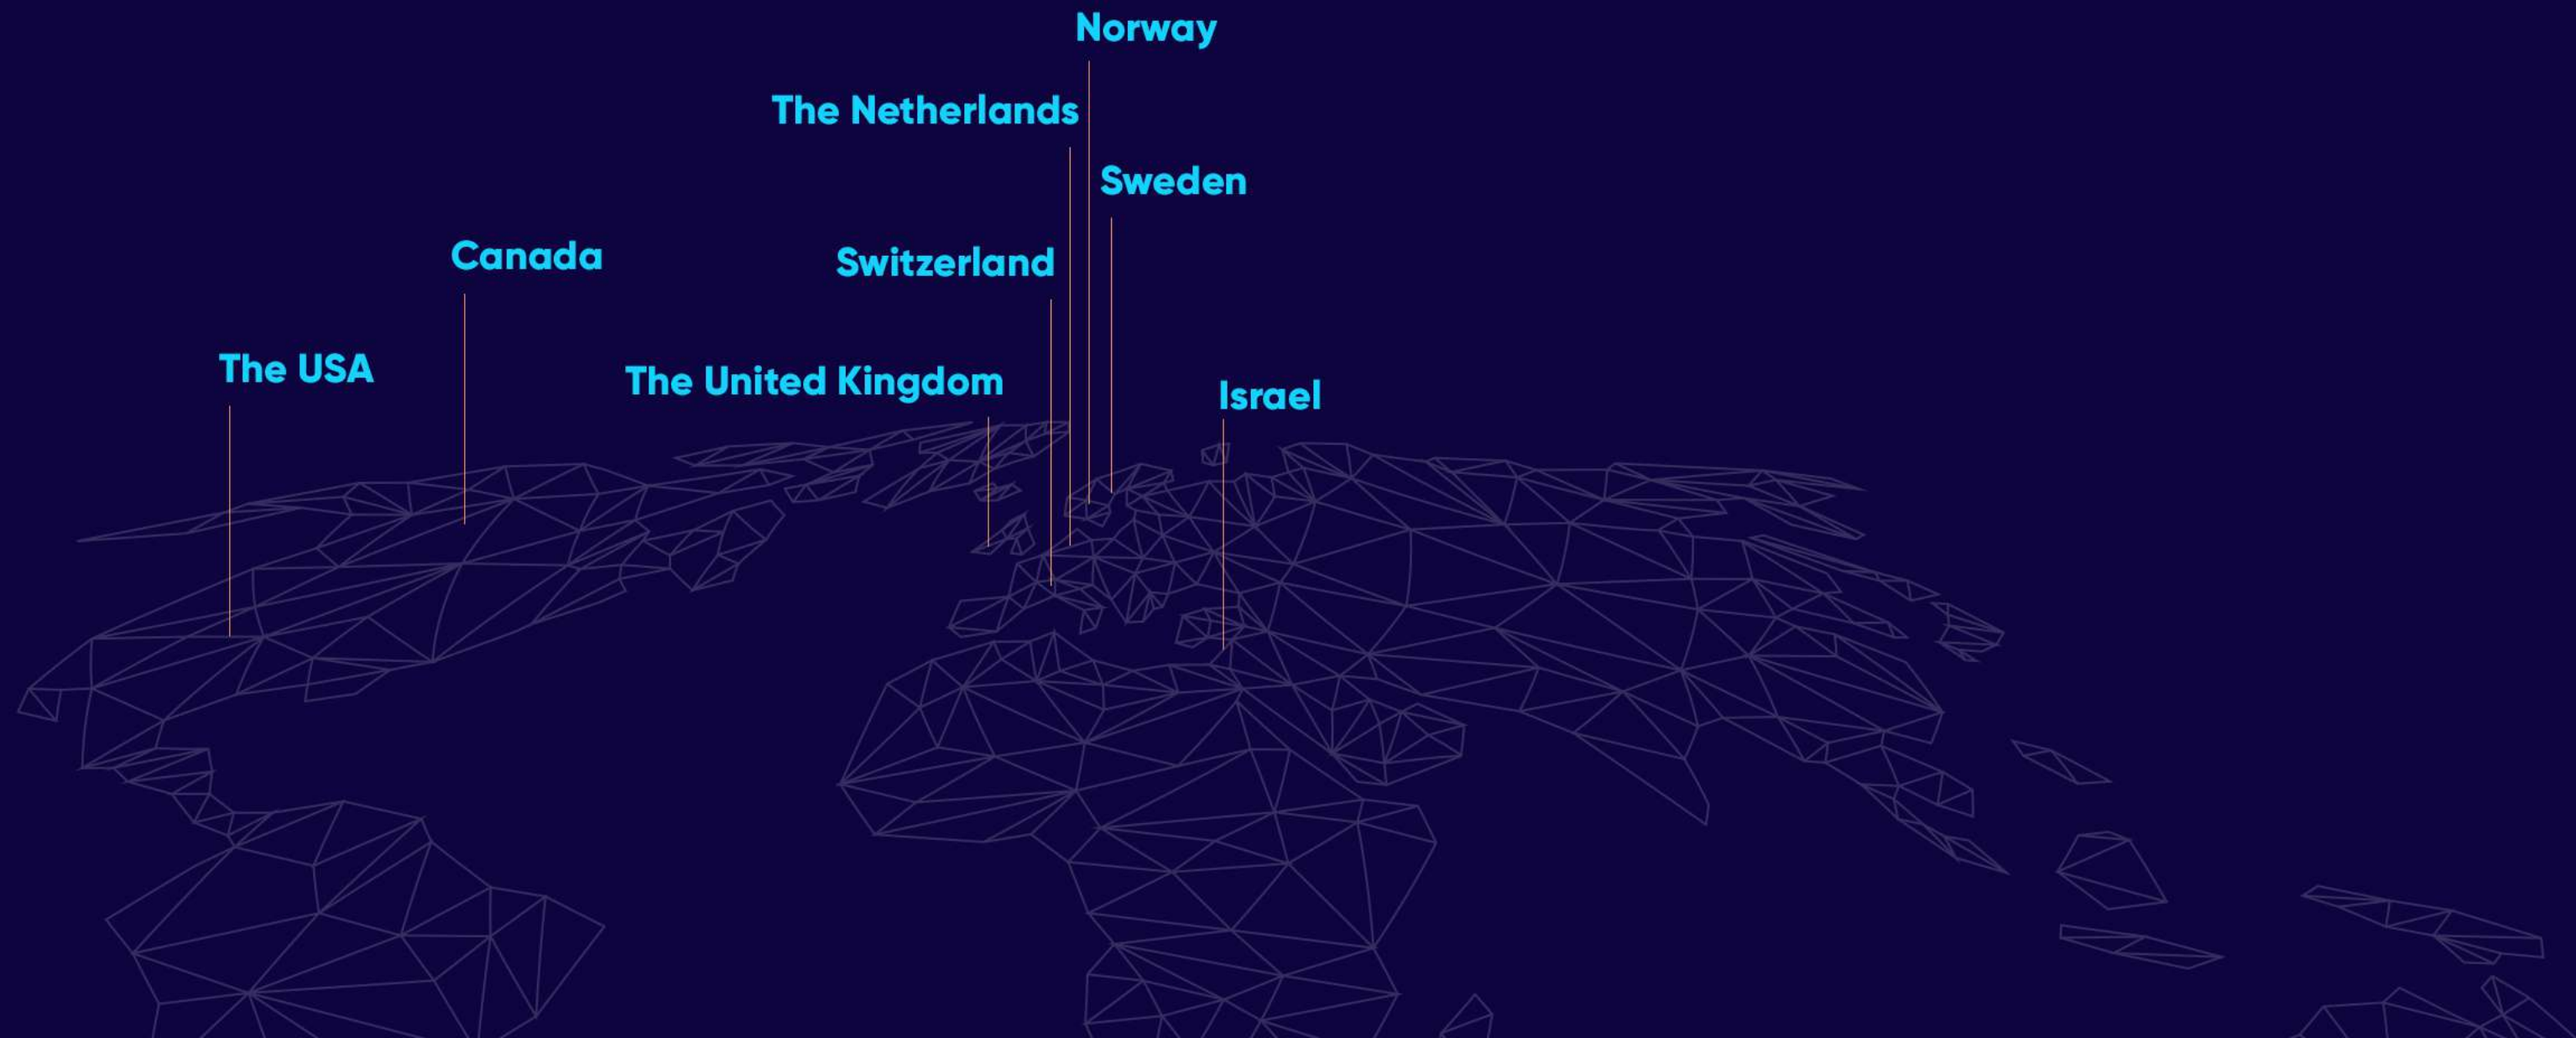 Norway
The Netherlands
Sweden
Canada
Switzerland
The USA
The United Kingdom
Israel